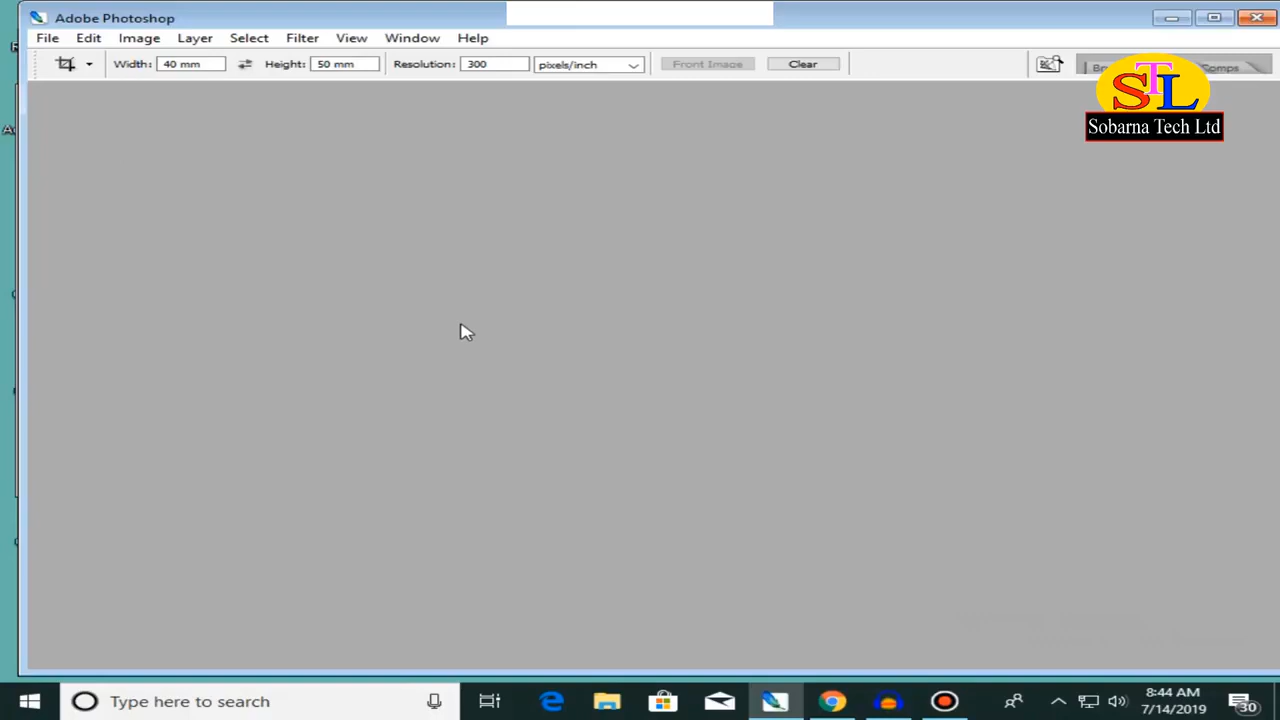 Adobe Photoshop
File Edit Image Layer Select Filter View Window Help
Width: 40 mm Height: 50 mm Resolution: 300 pixels/inch Front Image Clear
Comps
STL
Sobarna Tech Ltd
Type here to search
8:44 AM
7/14/2019
30